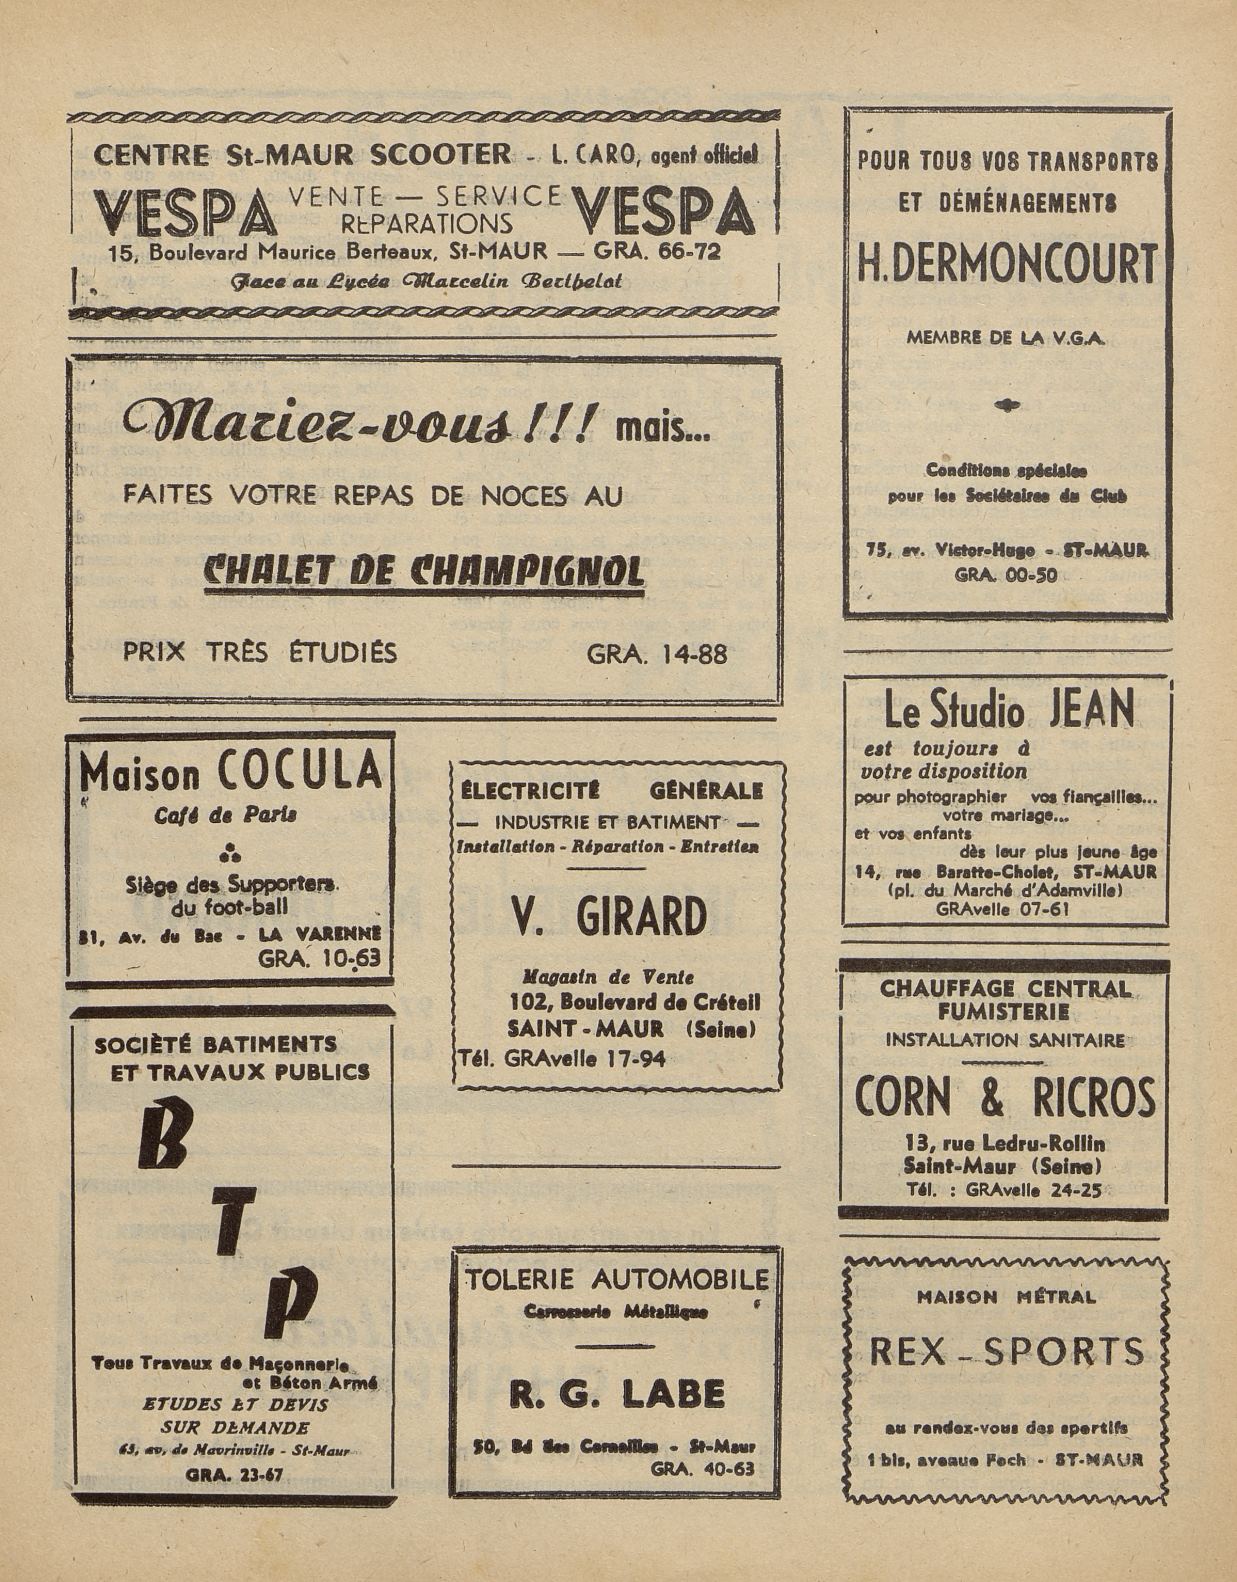 CENTRE St-MAUR SCOOTER - L. CARO, agent officiel
VESPA VENTE — SERVICE VESPA
RÉPARATIONS
15, Boulevard Maurice Berteaux, St-MAUR — GRA. 66-72
Face au Lycée Marcelin Berthelot
Mariez-vous !!! mais...
FAITES VOTRE REPAS DE NOCES AU
CHALET DE CHAMPIGNOL
PRIX TRÈS ÉTUDIÉS GRA. 14-88
Maison COCULA
Café de Paris
Siège des Supporters
du foot-ball
81, Av. du Bac - LA VARENNE
GRA. 10-63
SOCIÈTÉ BATIMENTS
ET TRAVAUX PUBLICS
B
T
P
Tous Travaux de Maçonnerie
et Béton Armé
ETUDES ET DEVIS
SUR DEMANDE
63, av. de Mavrinville - St-Maur
GRA. 23-67
ÉLECTRICITÉ GÉNÉRALE
— INDUSTRIE ET BATIMENT —
Installation - Réparation - Entretien
V. GIRARD
Magasin de Vente
102, Boulevard de Créteil
SAINT-MAUR (Seine)
Tél. GRAvelle 17-94
TOLERIE AUTOMOBILE
Carrosserie Métallique
R. G. LABE
50, Bd des Corneilles - St-Maur
GRA. 40-63
POUR TOUS VOS TRANSPORTS
ET DÉMÉNAGEMENTS
H. DERMONCOURT
MEMBRE DE LA V.G.A.
Conditions spéciales
pour les Sociétaires du Club
75, av. Victor-Hugo - ST-MAUR
GRA. 00-50
Le Studio JEAN
est toujours à
votre disposition
pour photographier vos fiançailles...
votre mariage...
et vos enfants
dès leur plus jeune âge
14, rue Baratte-Cholet, ST-MAUR
(pl. du Marché d'Adamville)
GRAvelle 07-61
CHAUFFAGE CENTRAL
FUMISTERIE
INSTALLATION SANITAIRE
CORN & RICROS
13, rue Ledru-Rollin
Saint-Maur (Seine)
Tél. : GRAvelle 24-25
MAISON MÉTRAL
REX - SPORTS
au rendez-vous des sportifs
1 bis, avenue Foch - ST-MAUR